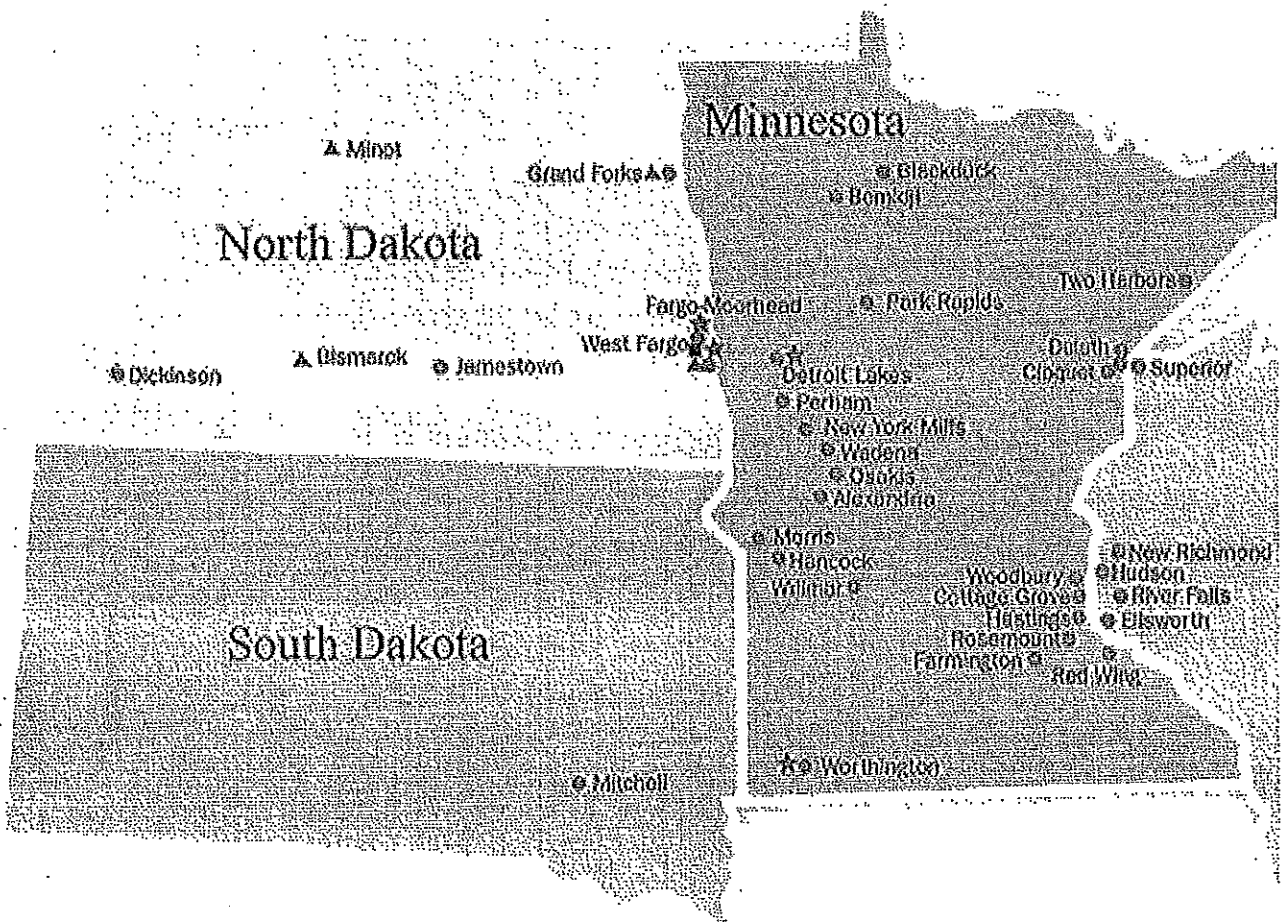 Minnesota
Minot
Grand Forks
Blackduck
Bemidji
North Dakota
Two Harbors
Fargo Moorhead
Park Rapids
West Fargo
Bismarck
Jamestown
Dickinson
Duluth
Cloquet
Superior
Detroit Lakes
Perham
New York Mills
Wadena
Osakis
Alexandria
Morris
Hancock
Willmar
New Richmond
Woodbury
Hudson
Cottage Grove
River Falls
Hastings
Ellsworth
Rosemount
Farmington
Red Wing
South Dakota
Worthington
Mitchell